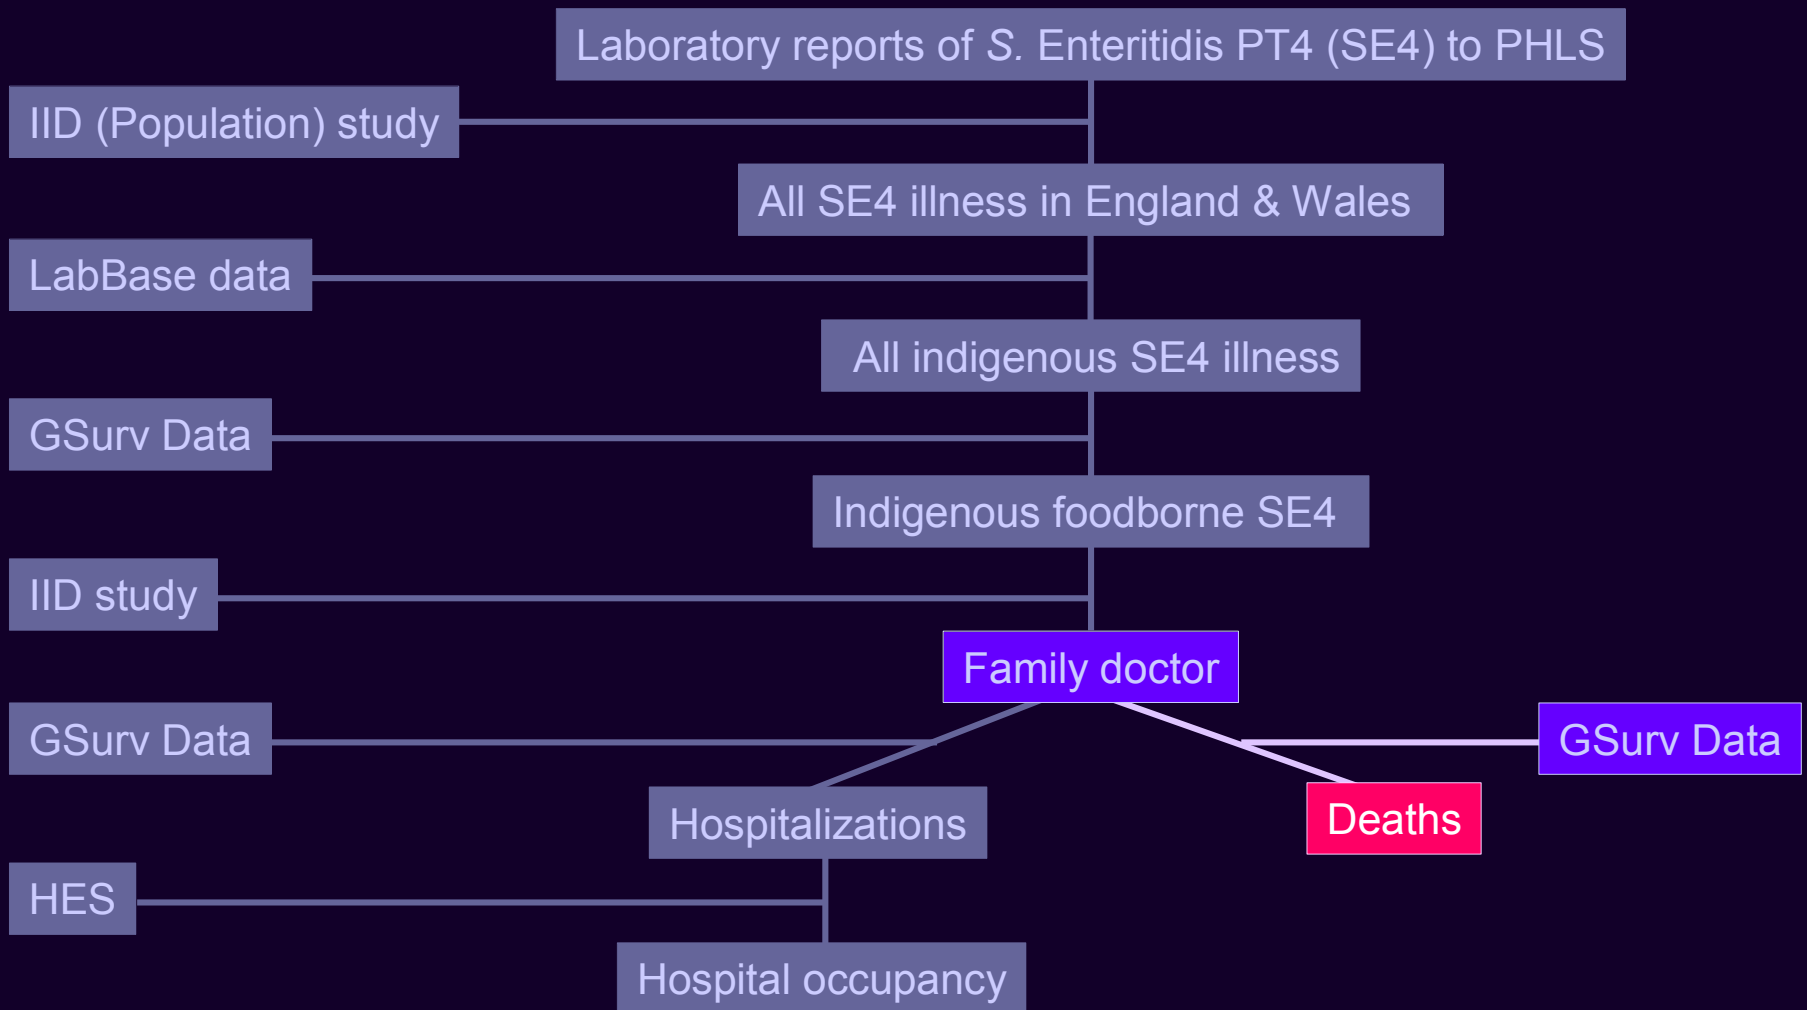 Laboratory reports of S. Enteritidis PT4 (SE4) to PHLS
IID (Population) study
All SE4 illness in England & Wales
LabBase data
All indigenous SE4 illness
GSurv Data
Indigenous foodborne SE4
IID study
Family doctor
GSurv Data
GSurv Data
Hospitalizations
Deaths
HES
Hospital occupancy